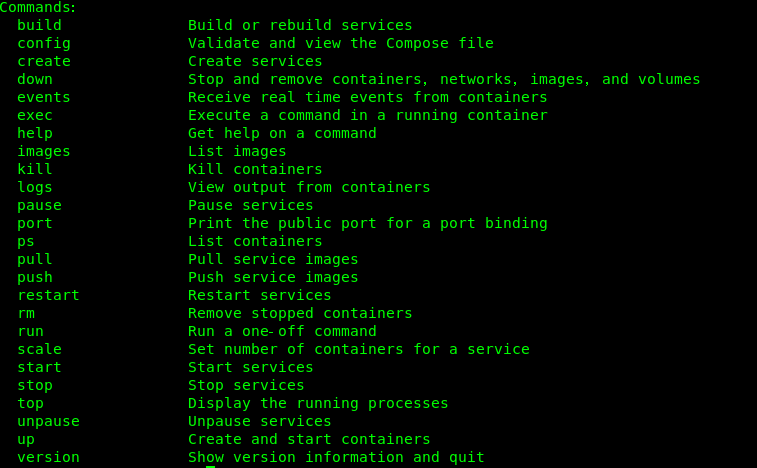 Commands:
  build              Build or rebuild services
  config             Validate and view the Compose file
  create             Create services
  down               Stop and remove containers, networks, images, and volumes
  events             Receive real time events from containers
  exec               Execute a command in a running container
  help               Get help on a command
  images             List images
  kill               Kill containers
  logs               View output from containers
  pause              Pause services
  port               Print the public port for a port binding
  ps                 List containers
  pull               Pull service images
  push               Push service images
  restart            Restart services
  rm                 Remove stopped containers
  run                Run a one-off command
  scale              Set number of containers for a service
  start              Start services
  stop               Stop services
  top                Display the running processes
  unpause            Unpause services
  up                 Create and start containers
  version            Show version information and quit